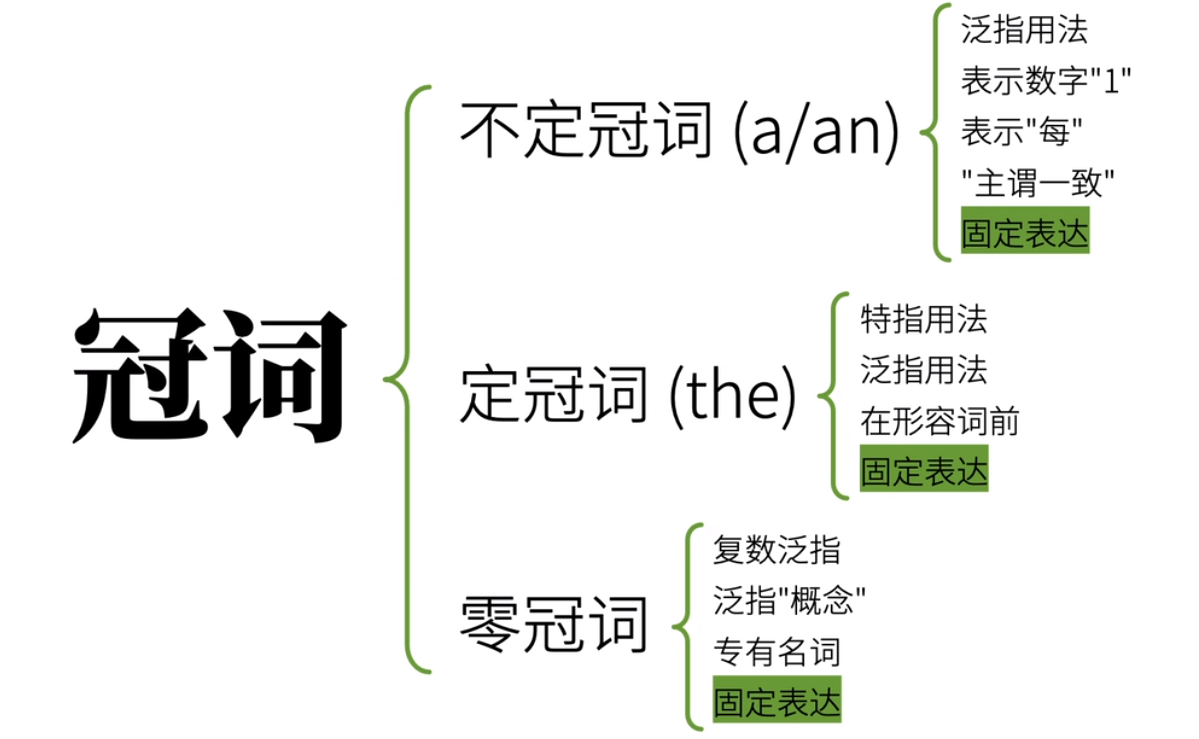 冠词
不定冠词 (a/an)
泛指用法
表示数字"1"
表示"每"
"主谓一致"
固定表达
定冠词 (the)
特指用法
泛指用法
在形容词前
固定表达
零冠词
复数泛指
泛指"概念"
专有名词
固定表达